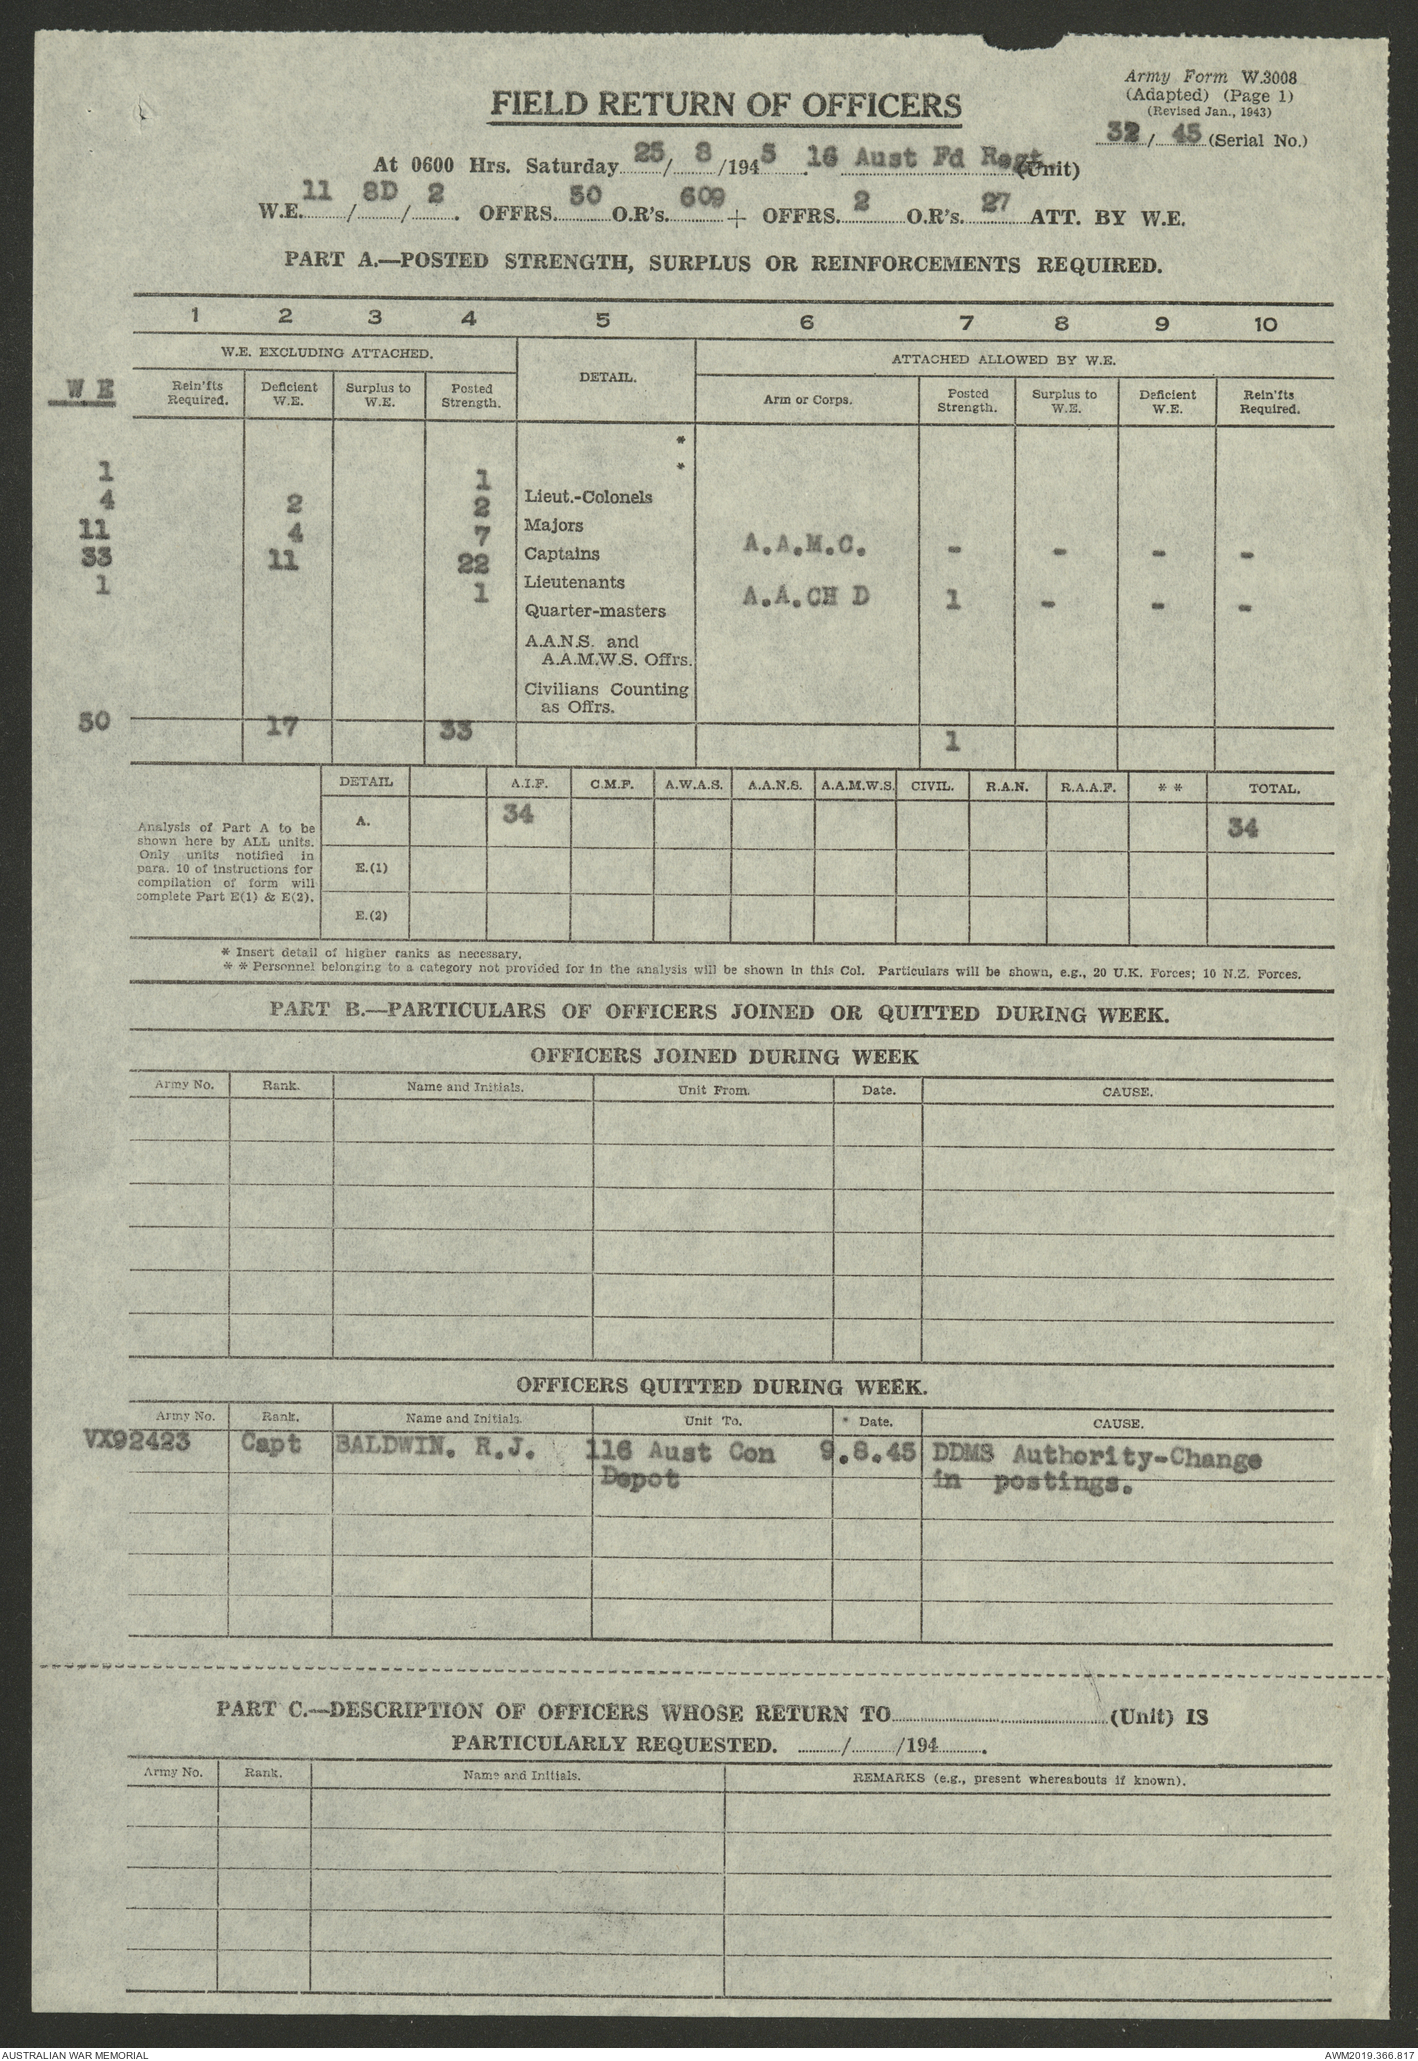 Army Form W.3008
(Adapted) (Page 1)
(Revised Jan., 1943)
32 / 45 (Serial No.)
FIELD RETURN OF OFFICERS
At 0600 Hrs. Saturday 25 / 8 /1945 . 16 Aust Fd Regt. (Unit)
W.E. 11 / 8D / 2 . OFFRS. 50 O.R's. 609 + OFFRS. 2 O.R's. 27 ATT. BY W.E.
PART A.—POSTED STRENGTH, SURPLUS OR REINFORCEMENTS REQUIRED.
1 2 3 4 5 6 7 8 9 10
W.E. EXCLUDING ATTACHED. DETAIL. ATTACHED ALLOWED BY W.E.
W E Rein'fts Required. Deficient W.E. Surplus to W.E. Posted Strength. Arm or Corps. Posted Strength. Surplus to W.E. Deficient W.E. Rein'fts Required.
*
*
1 1 Lieut.-Colonels
4 2 2 Majors
11 4 7 Captains A.A.M.C. - - - -
33 11 22 Lieutenants
1 1 Quarter-masters A.A.CH D 1 - - -
A.A.N.S. and
A.A.M.W.S. Offrs.
Civilians Counting
as Offrs.
50 17 33 1
DETAIL A.I.F. C.M.F. A.W.A.S. A.A.N.S. A.A.M.W.S. CIVIL. R.A.N. R.A.A.F. * * TOTAL.
A. 34 34
Analysis of Part A to be
shown here by ALL units.
Only units notified in
para. 10 of instructions for
compilation of form will
complete Part E(1) & E(2).
E.(1)
E.(2)
* Insert detail of higher ranks as necessary.
* * Personnel belonging to a category not provided for in the analysis will be shown in this Col. Particulars will be shown, e.g., 20 U.K. Forces; 10 N.Z. Forces.
PART B.—PARTICULARS OF OFFICERS JOINED OR QUITTED DURING WEEK.
OFFICERS JOINED DURING WEEK
Army No. Rank. Name and Initials. Unit From. Date. CAUSE.
OFFICERS QUITTED DURING WEEK.
Army No. Rank. Name and Initials. Unit To. * Date. CAUSE.
VX92423 Capt BALDWIN. R.J. 116 Aust Con 9.8.45 DDMS Authority-Change
Depot in postings.
PART C.—DESCRIPTION OF OFFICERS WHOSE RETURN TO (Unit) IS
PARTICULARLY REQUESTED. / /194 .
Army No. Rank. Name and Initials. REMARKS (e.g., present whereabouts if known).
AUSTRALIAN WAR MEMORIAL AWM2019.366.817